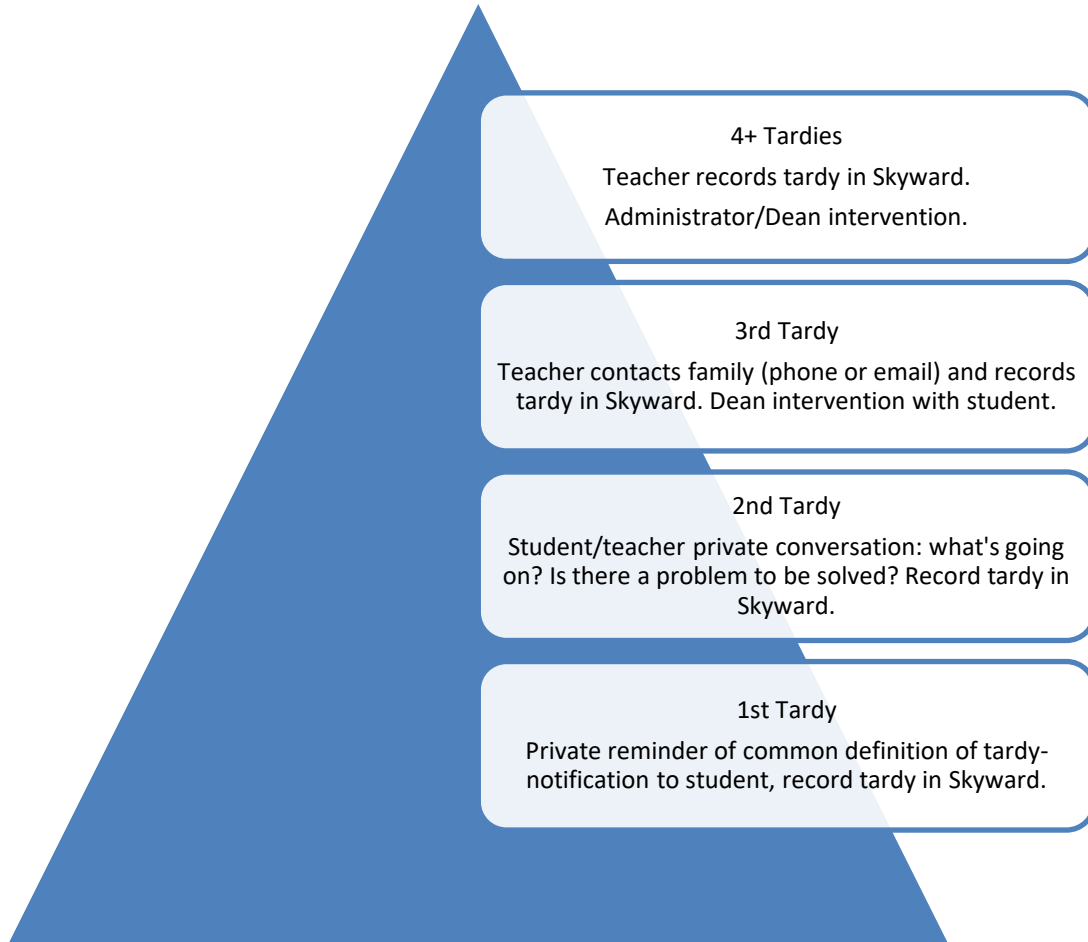 4+ Tardies
Teacher records tardy in Skyward.
Administrator/Dean intervention.
3rd Tardy
Teacher contacts family (phone or email) and records
tardy in Skyward. Dean intervention with student.
2nd Tardy
Student/teacher private conversation: what's going
on? Is there a problem to be solved? Record tardy in
Skyward.
1st Tardy
Private reminder of common definition of tardy-
notification to student, record tardy in Skyward.